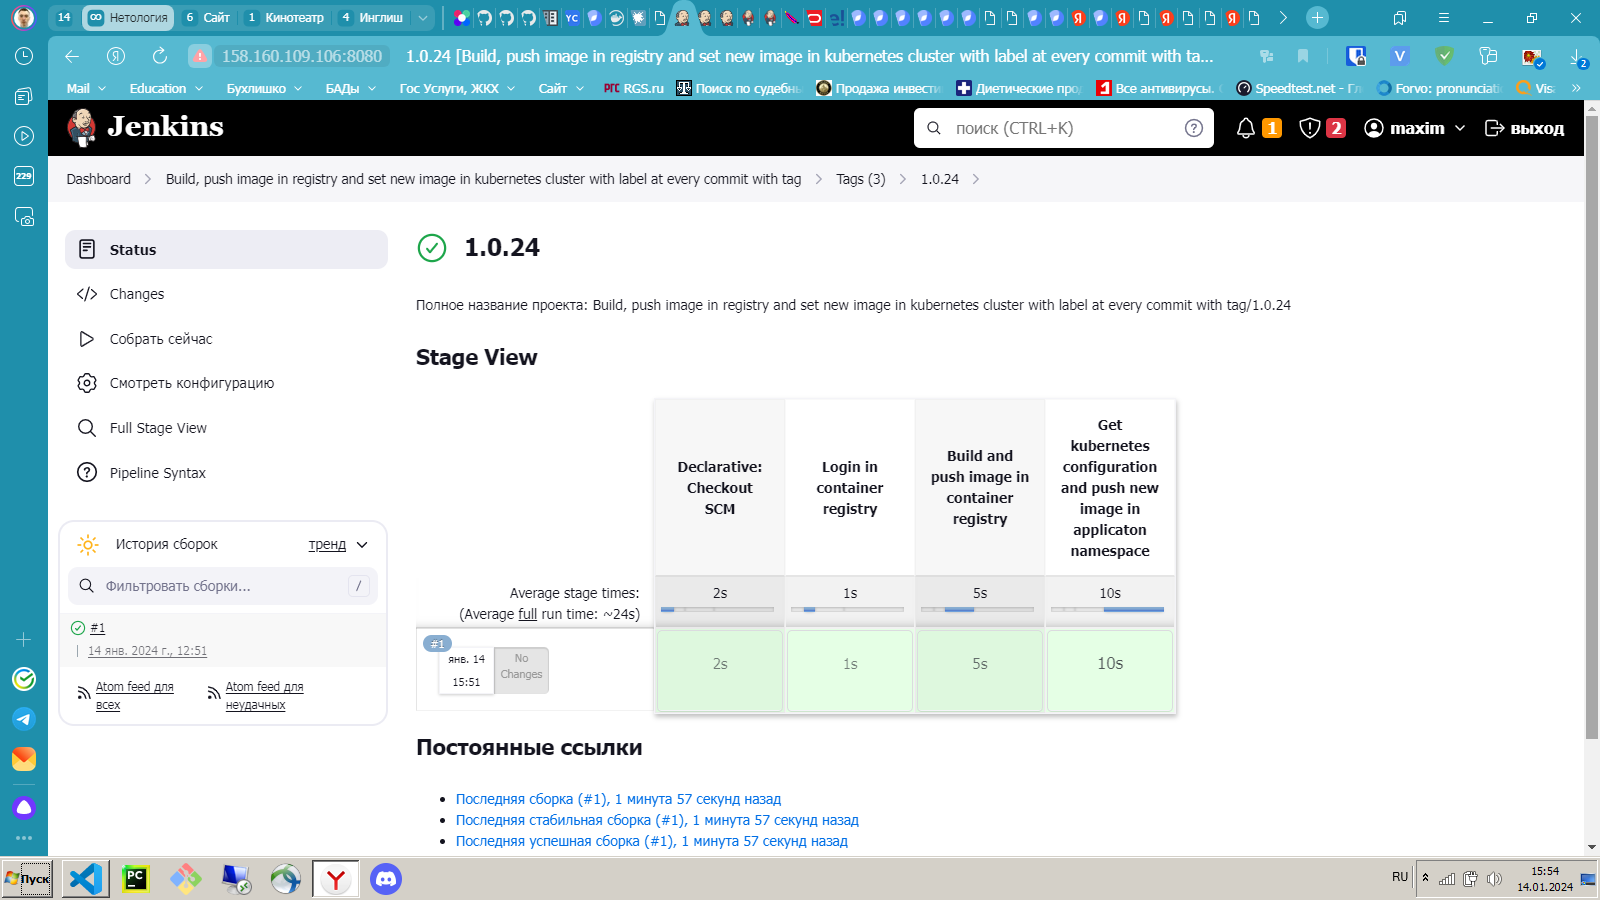 14
Нетология
6 Сайт
1 Кинотеатр
4 Инглиш
158.160.109.106:8080
1.0.24 [Build, push image in registry and set new image in kubernetes cluster with label at every commit with ta...
Mail
Education
Бухлишко
БАДы
Гос Услуги, ЖКХ
Сайт
РГС RGS.ru
Поиск по судебны
Продажа инвести
Диетические про
Все антивирусы.
Speedtest.net - Гл
Forvo: pronunciati
Vis
229
Jenkins
поиск (CTRL+K)
1
2
maxim
выход
Dashboard
Build, push image in registry and set new image in kubernetes cluster with label at every commit with tag
Tags (3)
1.0.24
Status
Changes
Собрать сейчас
Смотреть конфигурацию
Full Stage View
Pipeline Syntax
История сборок
тренд
Фильтровать сборки...
/
#1
14 янв. 2024 г., 12:51
Atom feed для
всех
Atom feed для
неудачных
1.0.24
Полное название проекта: Build, push image in registry and set new image in kubernetes cluster with label at every commit with tag/1.0.24
Stage View
Declarative:
Checkout
SCM
Login in
container
registry
Build and
push image in
container
registry
Get
kubernetes
configuration
and push new
image in
applicaton
namespace
Average stage times:
(Average full run time: ~24s)
2s
1s
5s
10s
#1
янв. 14
15:51
No
Changes
2s
1s
5s
10s
Постоянные ссылки
Последняя сборка (#1), 1 минута 57 секунд назад
Последняя стабильная сборка (#1), 1 минута 57 секунд назад
Последняя успешная сборка (#1), 1 минута 57 секунд назад
Пуск
PC
RU
15:54
14.01.2024